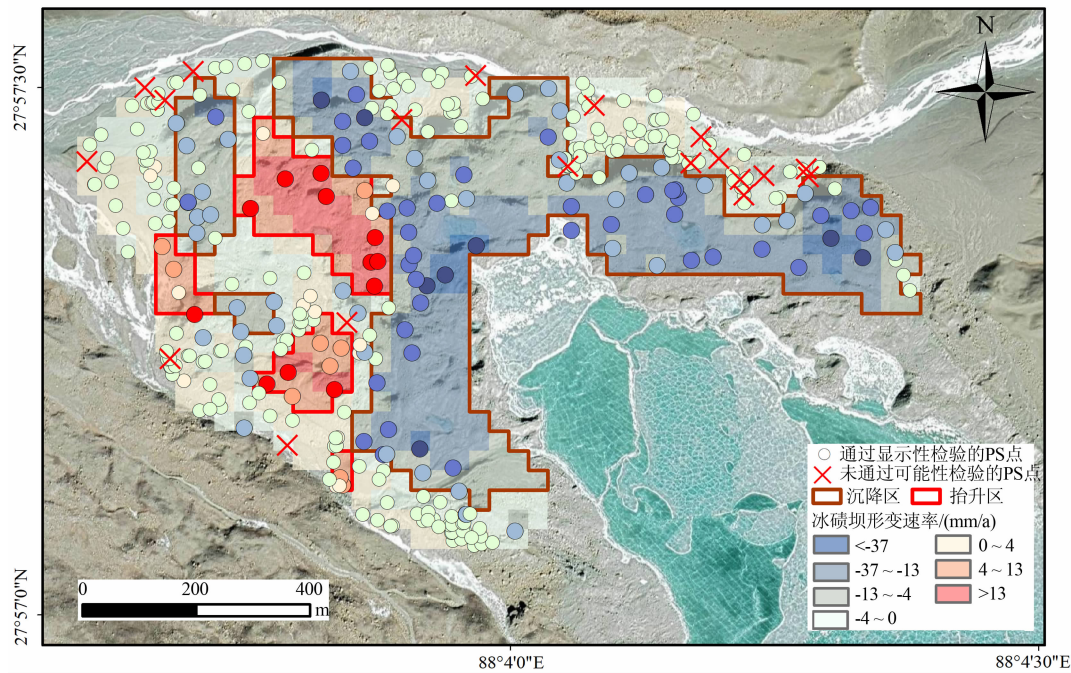 N
27°57'30"N
27°57'0"N
88°4'0"E
88°4'30"E
0
200
400
m
通过显示性检验的PS点
未通过可能性检验的PS点
沉降区
抬升区
冰碛坝形变速率/(mm/a)
<-37
-37 ~ -13
-13 ~ -4
-4 ~ 0
0 ~ 4
4 ~ 13
>13